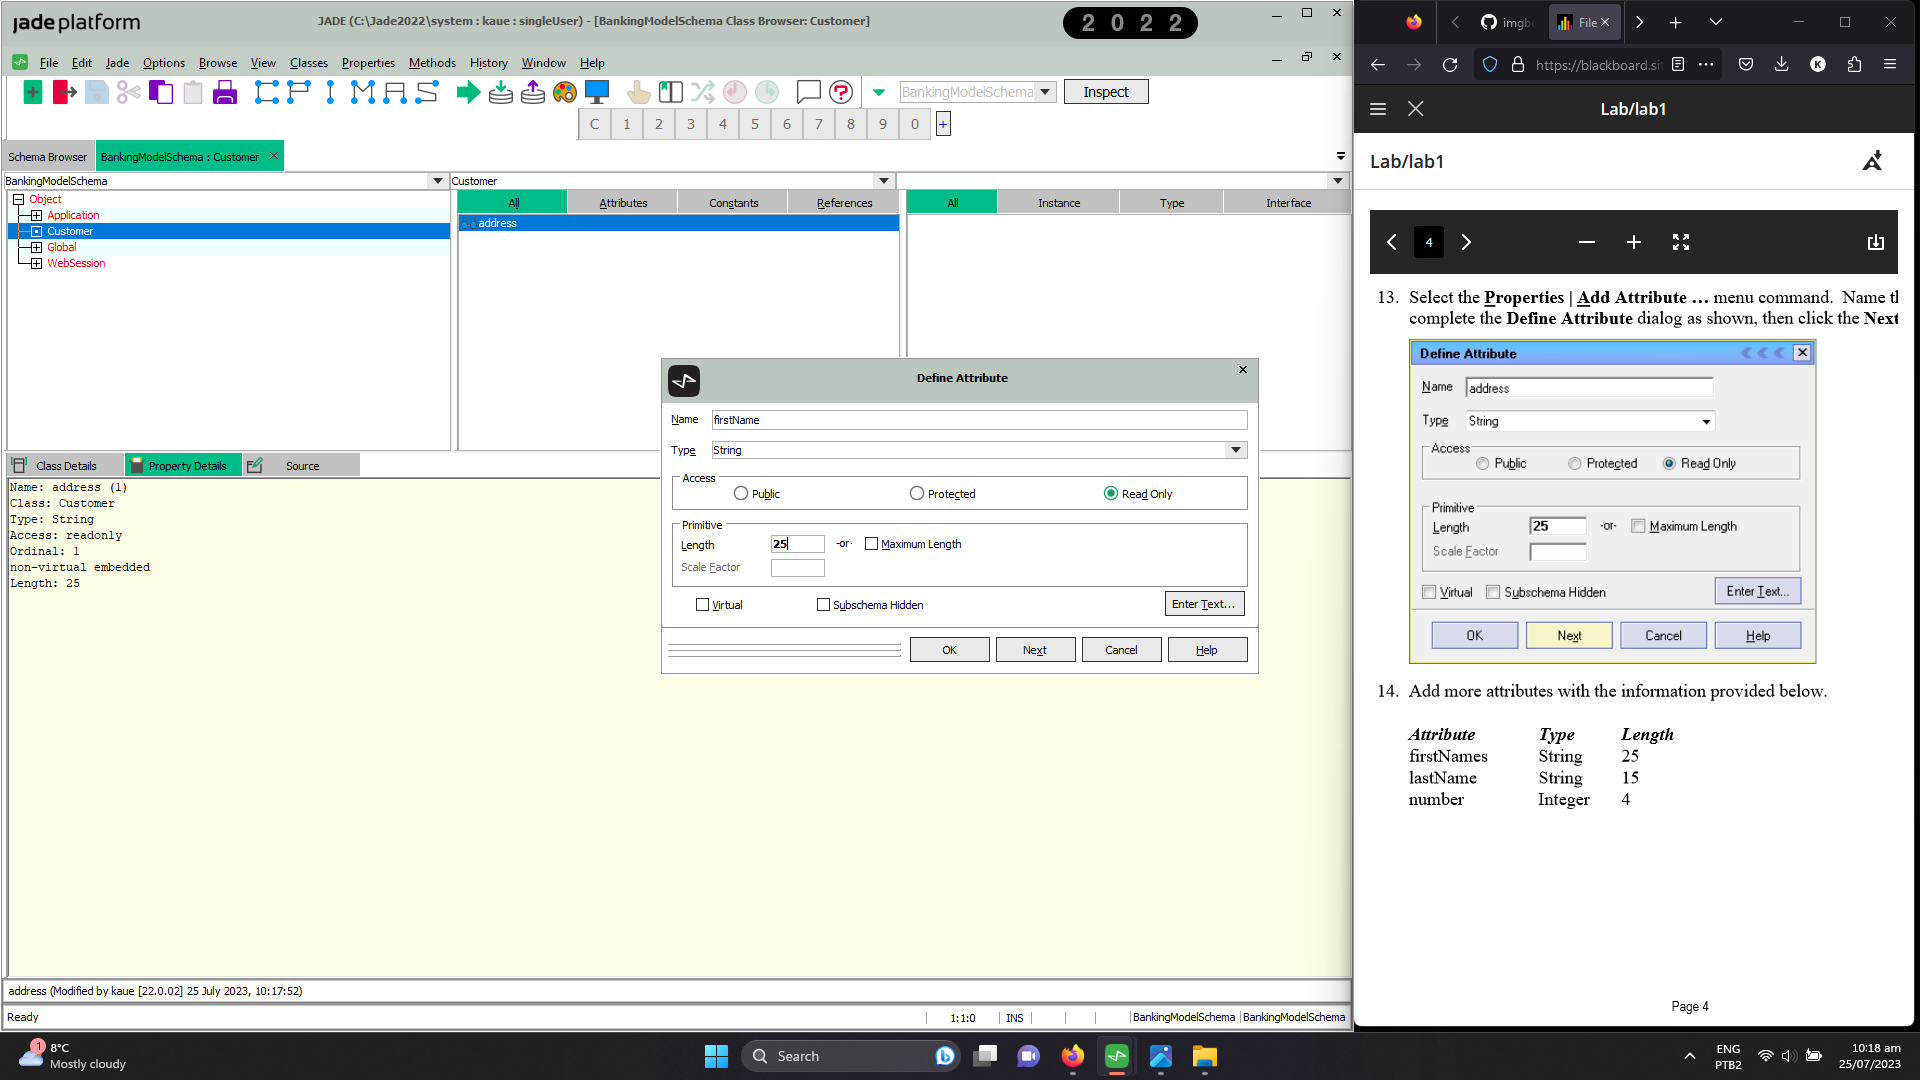 jade platform
JADE (C:\Jade2022\system : kaue : singleUser) - [BankingModelSchema Class Browser: Customer]
2 0 2 2
File Edit Jade Options Browse View Classes Properties Methods History Window Help
BankingModelSchema
Inspect
C 1 2 3 4 5 6 7 8 9 0 +
Schema Browser
BankingModelSchema : Customer
BankingModelSchema
Customer
Object
Application
Customer
Global
WebSession
All Attributes Constants References
address
All Instance Type Interface
Class Details
Property Details
Source
Name: address (1)
Class: Customer
Type: String
Access: readonly
Ordinal: 1
non-virtual embedded
Length: 25
Define Attribute
Name firstName
Type String
Access
Public Protected Read Only
Primitive
Length 25 -or- Maximum Length
Scale Factor
Virtual Subschema Hidden Enter Text...
OK Next Cancel Help
address (Modified by kaue [22.0.02] 25 July 2023, 10:17:52)
Ready
1:1:0
INS
BankingModelSchema
BankingModelSchema
imgb
File
https://blackboard.si
K
Lab/lab1
Lab/lab1
4
13. Select the Properties | Add Attribute … menu command. Name th
complete the Define Attribute dialog as shown, then click the Next
Define Attribute
Name address
Type String
Access
Public Protected Read Only
Primitive
Length 25 -or- Maximum Length
Scale Factor
Virtual Subschema Hidden Enter Text...
OK Next Cancel Help
14. Add more attributes with the information provided below.
Attribute Type Length
firstNames String 25
lastName String 15
number Integer 4
Page 4
1
8°C
Mostly cloudy
Search
ENG
PTB2
10:18 am
25/07/2023